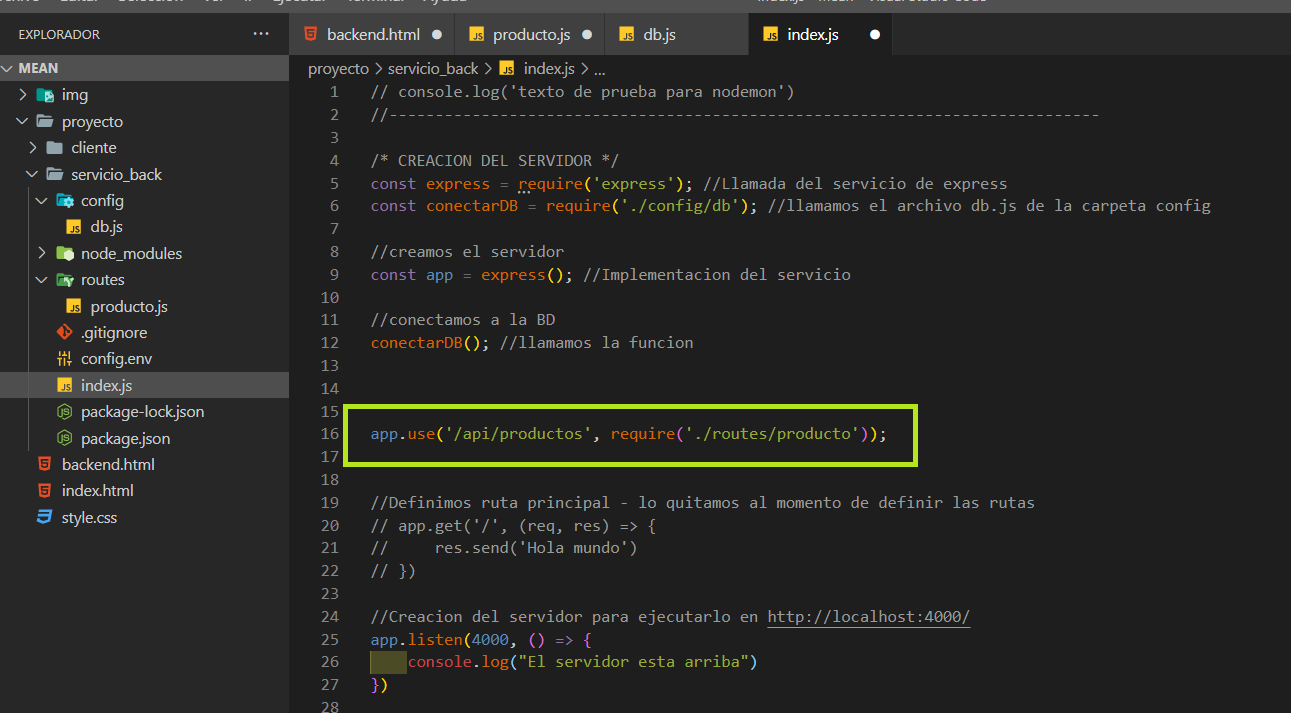 EXPLORADOR
MEAN
img
proyecto
cliente
servicio_back
config
db.js
node_modules
routes
producto.js
.gitignore
config.env
index.js
package-lock.json
package.json
backend.html
index.html
style.css
backend.html
producto.js
db.js
index.js
proyecto > servicio_back > index.js > ...
1 // console.log('texto de prueba para nodemon')
2 //-----------------------------------------------------------------------------
3
4 /* CREACION DEL SERVIDOR */
5 const express = require('express'); //Llamada del servicio de express
6 const conectarDB = require('./config/db'); //llamamos el archivo db.js de la carpeta config
7
8 //creamos el servidor
9 const app = express(); //Implementacion del servicio
10
11 //conectamos a la BD
12 conectarDB(); //llamamos la funcion
13
14
15
16 app.use('/api/productos', require('./routes/producto'));
17
18
19 //Definimos ruta principal - lo quitamos al momento de definir las rutas
20 // app.get('/', (req, res) => {
21 //     res.send('Hola mundo')
22 // })
23
24 //Creacion del servidor para ejecutarlo en http://localhost:4000/
25 app.listen(4000, () => {
26     console.log("El servidor esta arriba")
27 })
28